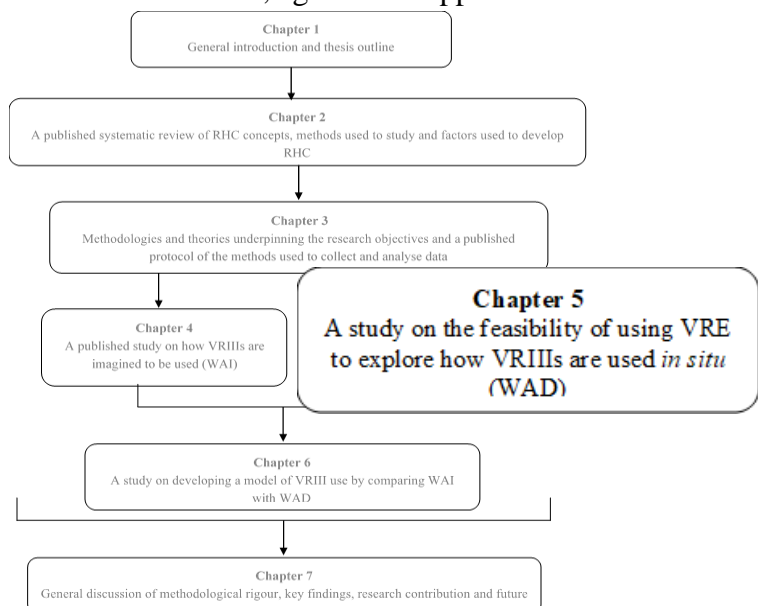 Chapter 1
General introduction and thesis outline
Chapter 2
A published systematic review of RHC concepts, methods used to study and factors used to develop
RHC
Chapter 3
Methodologies and theories underpinning the research objectives and a published
protocol of the methods used to collect and analyse data
Chapter 4
A published study on how VRIIIs are
imagined to be used (WAI)
Chapter 5
A study on the feasibility of using VRE
to explore how VRIIIs are used in situ
(WAD)
Chapter 6
A study on developing a model of VRIII use by comparing WAI
with WAD
Chapter 7
General discussion of methodological rigour, key findings, research contribution and future